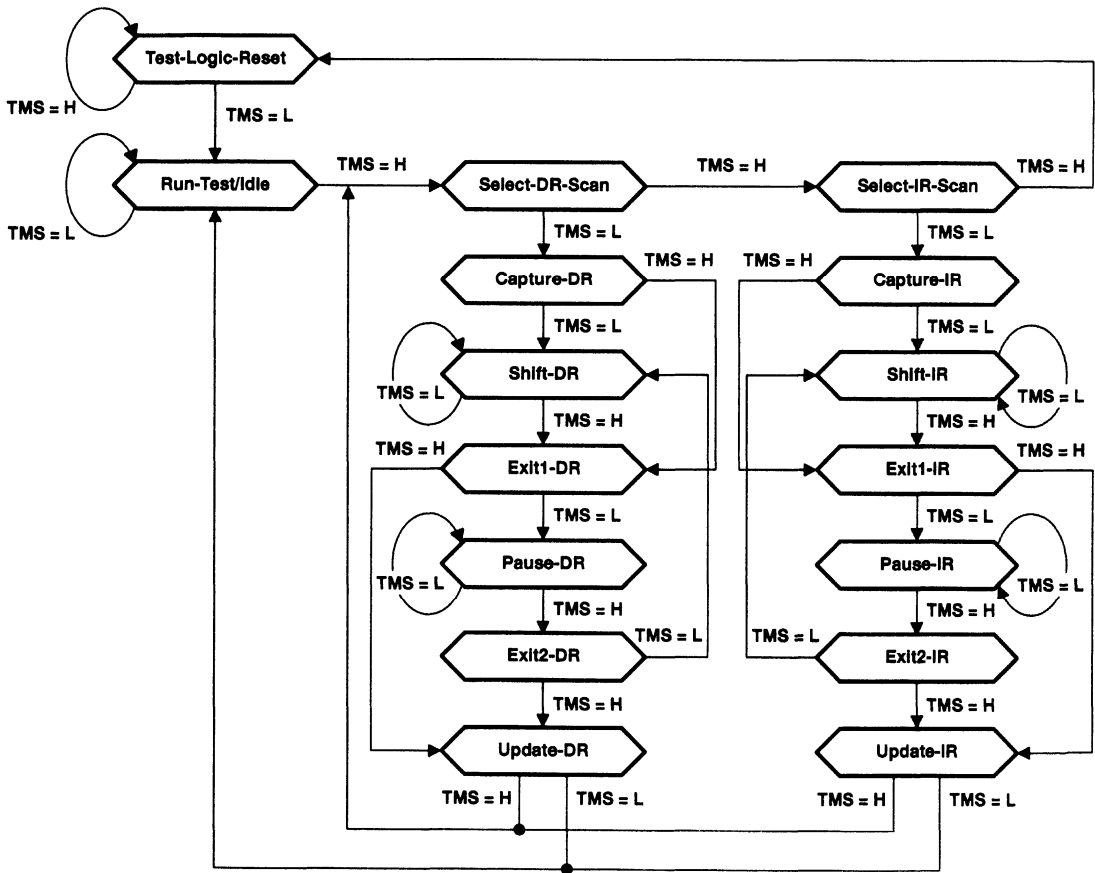 Test-Logic-Reset
TMS = H
TMS = L
TMS = H
TMS = H
TMS = H
Run-Test/Idle
Select-DR-Scan
Select-IR-Scan
TMS = L
TMS = L
TMS = L
TMS = H
TMS = H
Capture-DR
Capture-IR
TMS = L
TMS = L
Shift-DR
Shift-IR
TMS = L
TMS = L
TMS = H
TMS = H
TMS = H
TMS = H
Exit1-DR
Exit1-IR
TMS = L
TMS = L
Pause-DR
Pause-IR
TMS = L
TMS = L
TMS = H
TMS = H
TMS = L
TMS = L
Exit2-DR
Exit2-IR
TMS = H
TMS = H
Update-DR
Update-IR
TMS = H
TMS = L
TMS = H
TMS = L